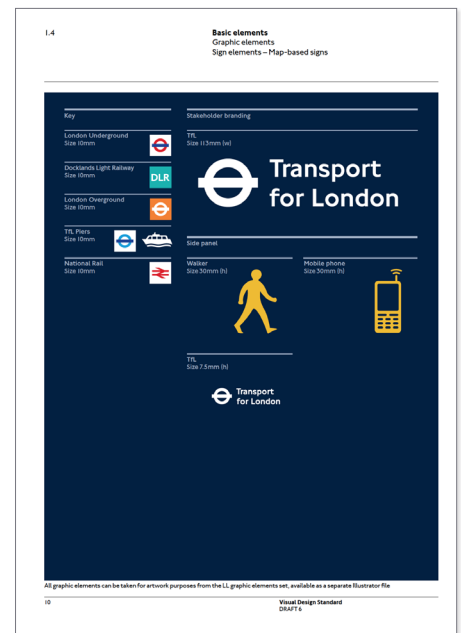 1.4
Basic elements
Graphic elements
Sign elements – Map-based signs
Key
London Underground
Size 10mm
Docklands Light Railway
Size 10mm
DLR
London Overground
Size 10mm
TfL Piers
Size 10mm
National Rail
Size 10mm
Stakeholder branding
TfL
Size 113mm (w)
Transport
for London
Side panel
Walker
Size 30mm (h)
Mobile phone
Size 30mm (h)
TfL
Size 7.5mm (h)
Transport
for London
All graphic elements can be taken for artwork purposes from the LL graphic elements set, available as a separate Illustrator file
10
Visual Design Standard
DRAFT 6